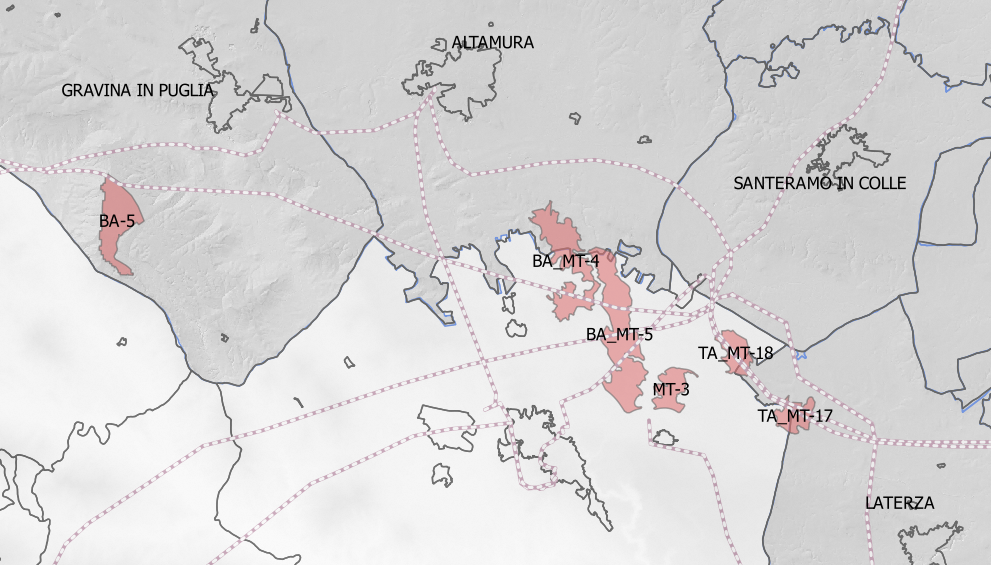 ALTAMURA
GRAVINA IN PUGLIA
SANTERAMO IN COLLE
BA-5
BA_MT-4
BA_MT-5
TA_MT-18
MT-3
TA_MT-17
LATERZA